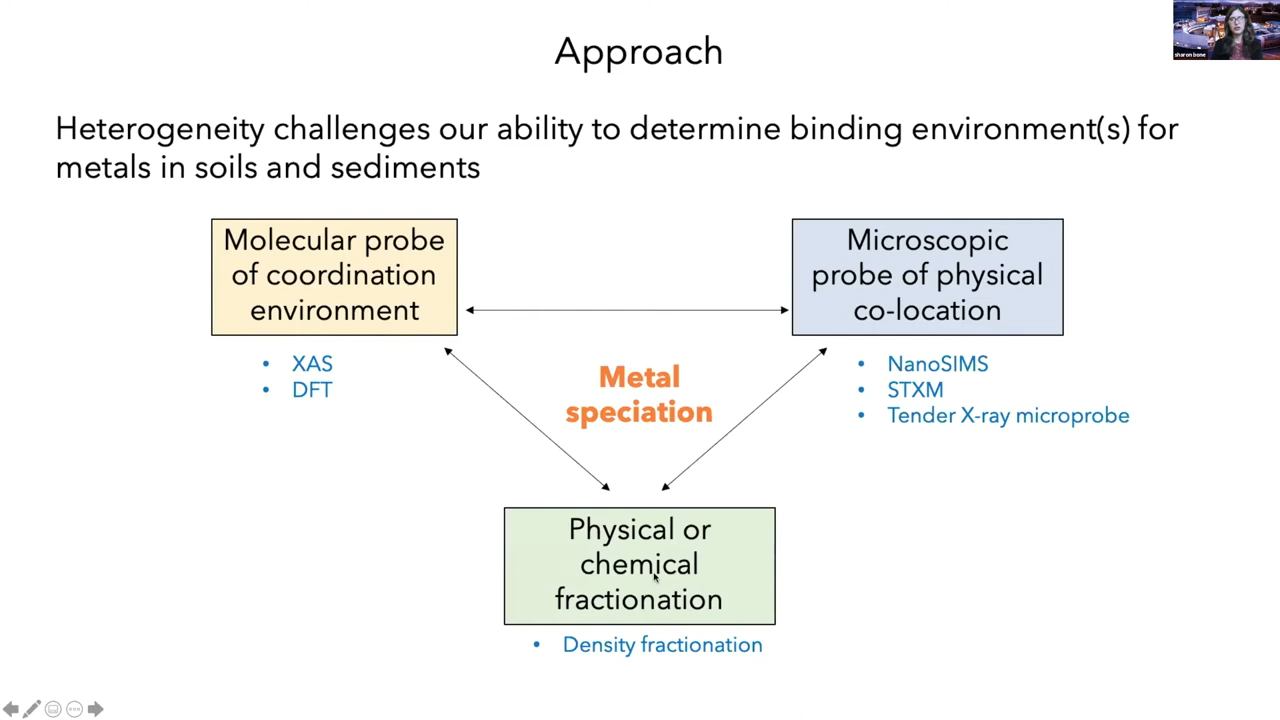 sharon bone
Approach
Heterogeneity challenges our ability to determine binding environment(s) for
metals in soils and sediments
Molecular probe
of coordination
environment
• XAS
• DFT
Microscopic
probe of physical
co-location
• NanoSIMS
• STXM
• Tender X-ray microprobe
Metal
speciation
Physical or
chemical
fractionation
• Density fractionation